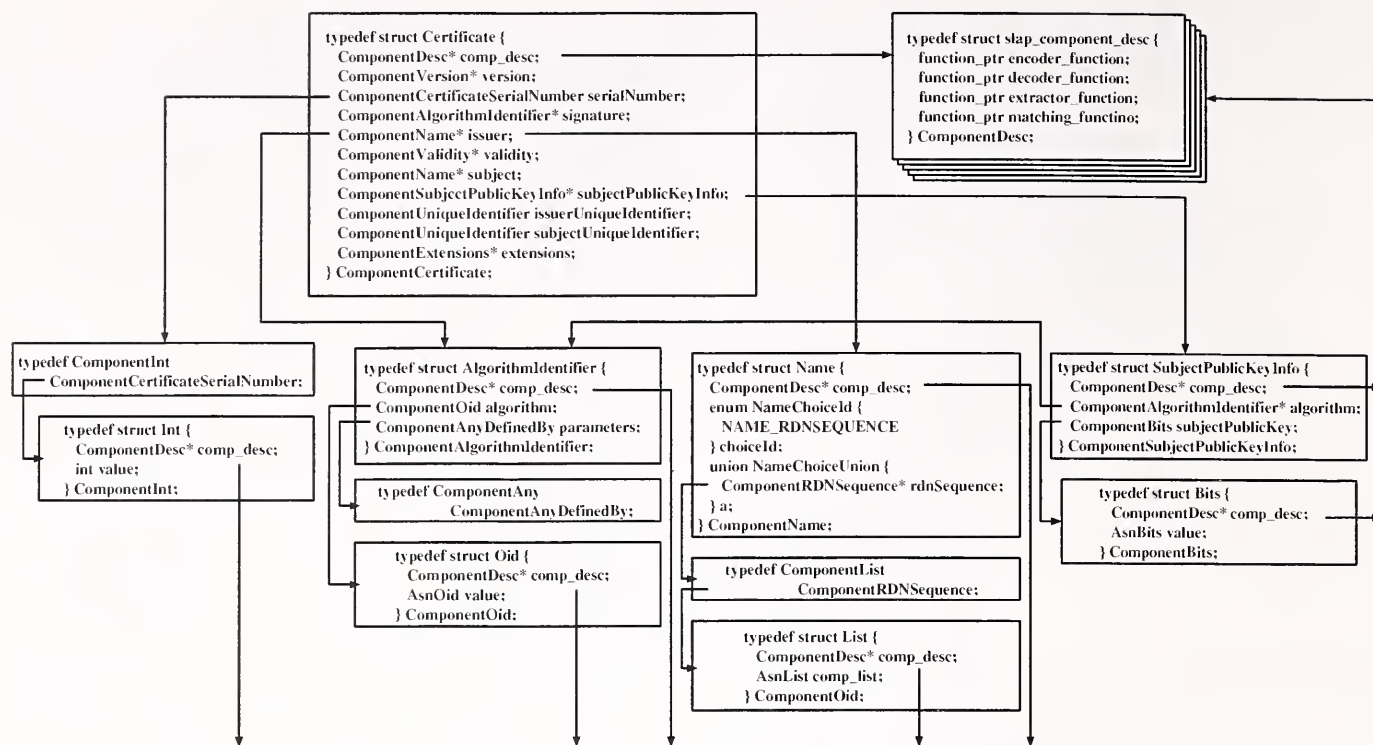 typedef struct Certificate {
ComponentDesc* comp_desc;
ComponentVersion* version;
ComponentCertificateSerialNumber serialNumber;
ComponentAlgorithmIdentifier* signature;
ComponentName* issuer;
ComponentValidity* validity;
ComponentName* subject;
ComponentSubjectPublicKeyInfo* subjectPublicKeyInfo;
ComponentUniqueIdentifier issuerUniqueIdentifier;
ComponentUniqueIdentifier subjectUniqueIdentifier;
ComponentExtensions* extensions;
} ComponentCertificate;
typedef struct slap_component_desc {
function_ptr encoder_function;
function_ptr decoder_function;
function_ptr extractor_function;
function_ptr matching_functino;
} ComponentDesc;
typedef ComponentInt
ComponentCertificateSerialNumber;
typedef struct Int {
ComponentDesc* comp_desc;
int value;
} ComponentInt;
typedef struct AlgorithmIdentifier {
ComponentDesc* comp_desc;
ComponentOid algorithm;
ComponentAnyDefinedBy parameters;
} ComponentAlgorithmIdentifier;
typedef ComponentAny
ComponentAnyDefinedBy;
typedef struct Oid {
ComponentDesc* comp_desc;
AsnOid value;
} ComponentOid;
typedef struct Name {
ComponentDesc* comp_desc;
enum NameChoiceId {
NAME_RDNSEQUENCE
} choiceId;
union NameChoiceUnion {
ComponentRDNSequence* rdnSequence;
} a;
} ComponentName;
typedef ComponentList
ComponentRDNSequence;
typedef struct List {
ComponentDesc* comp_desc;
AsnList comp_list;
} ComponentOid;
typedef struct SubjectPublicKeyInfo {
ComponentDesc* comp_desc;
ComponentAlgorithmIdentifier* algorithm;
ComponentBits subjectPublicKey;
} ComponentSubjectPublicKeyInfo;
typedef struct Bits {
ComponentDesc* comp_desc;
AsnBits value;
} ComponentBits;